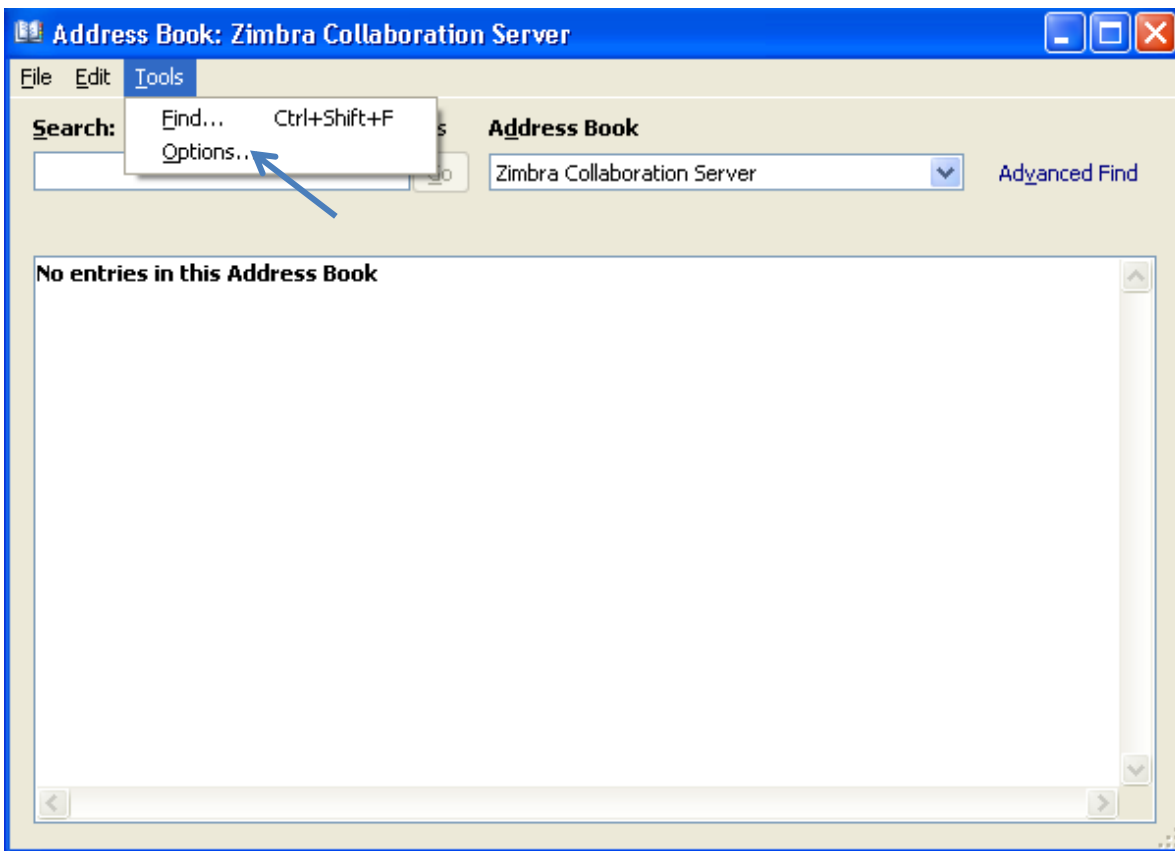 Address Book: Zimbra Collaboration Server
File Edit Tools
Find... Ctrl+Shift+F
Options..
Search: Address Book
Zimbra Collaboration Server Advanced Find
No entries in this Address Book